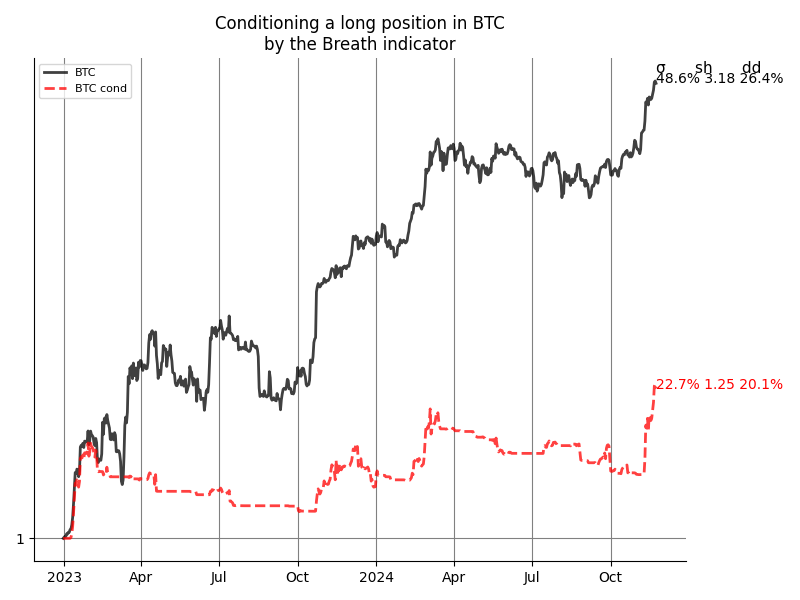 Conditioning a long position in BTC
by the Breath indicator
BTC
BTC cond
σ sh dd
48.6% 3.18 26.4%
22.7% 1.25 20.1%
1
2023 Apr Jul Oct 2024 Apr Jul Oct